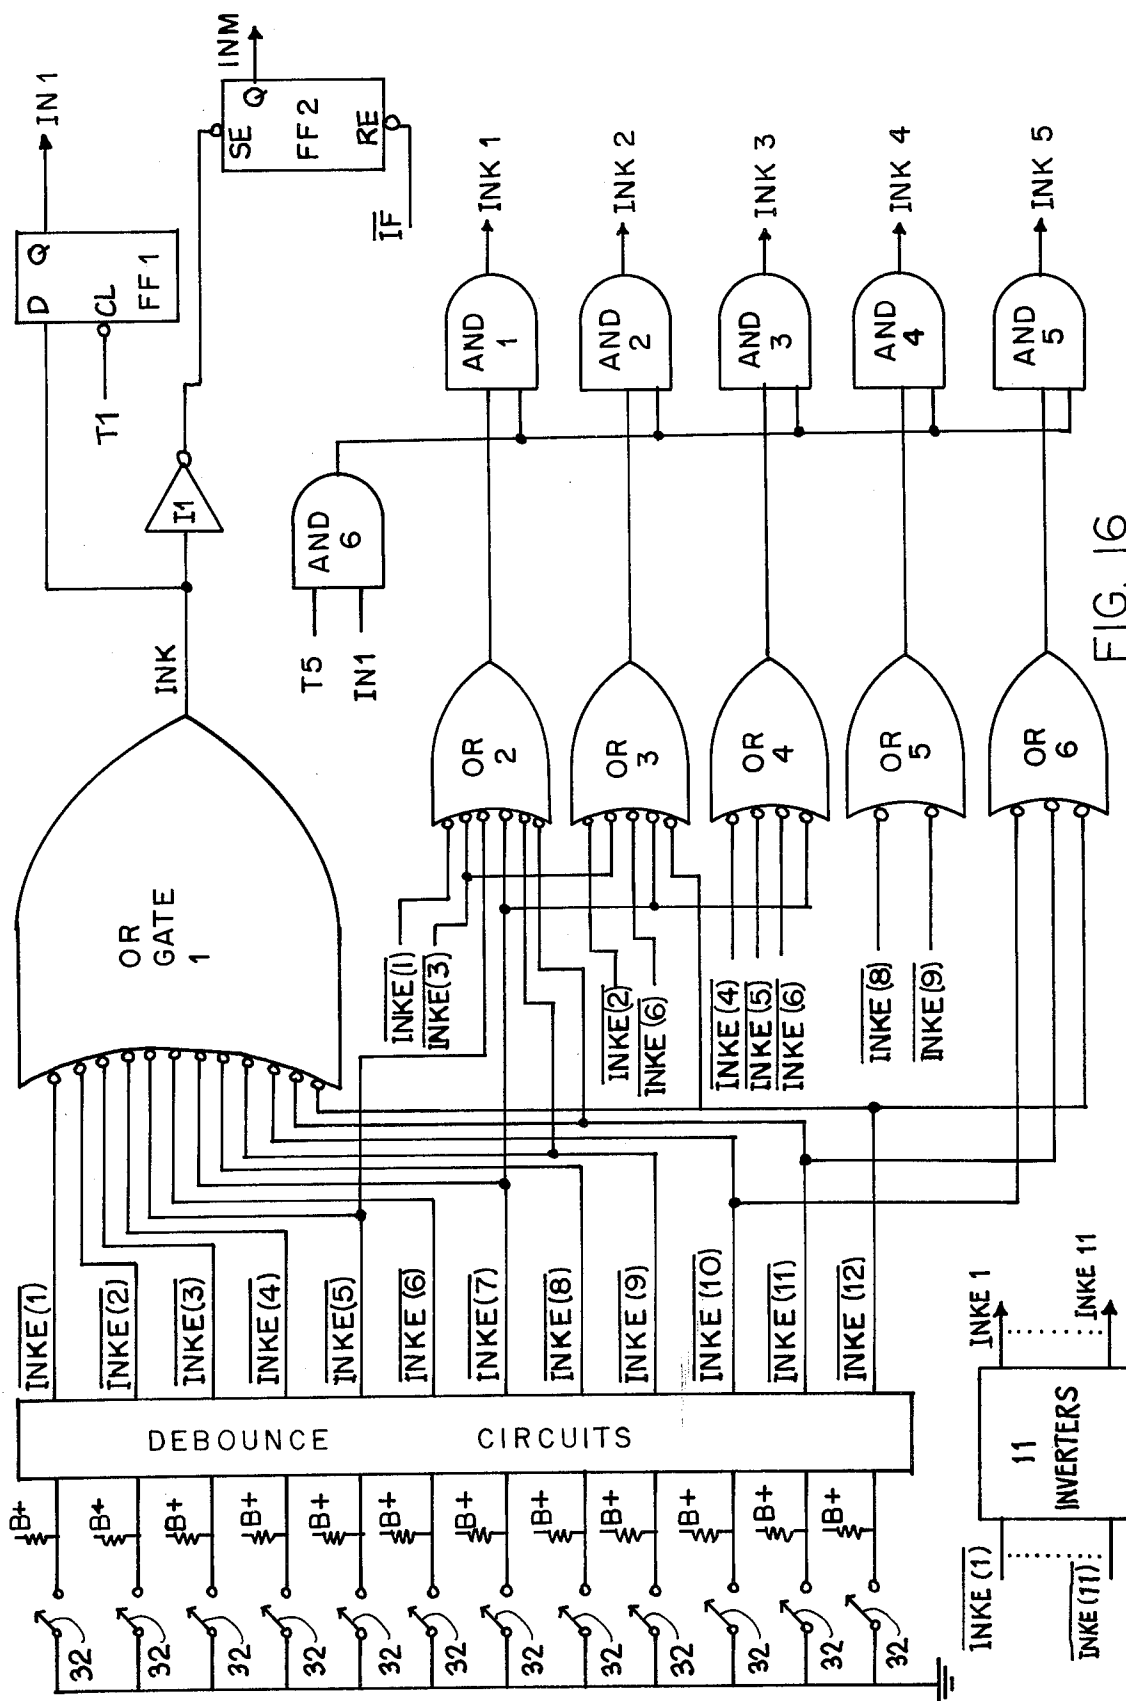 32
32
32
32
32
32
32
32
32
32
32
32
B+
B+
B+
B+
B+
B+
B+
B+
B+
B+
B+
B+
DEBOUNCE CIRCUITS
INKE(1)
INKE(2)
INKE(3)
INKE(4)
INKE(5)
INKE(6)
INKE(7)
INKE(8)
INKE(9)
INKE(10)
INKE(11)
INKE(12)
OR
GATE
1
INK
I1
D Q
CL
FF1
T1
IN1
SE Q
FF2
RE
INM
IF
T5
IN1
AND
6
INKE(1)
INKE(3)
INKE(2)
INKE(6)
INKE(4)
INKE(5)
INKE(6)
INKE(8)
INKE(9)
OR
2
OR
3
OR
4
OR
5
OR
6
AND
1
AND
2
AND
3
AND
4
AND
5
INK 1
INK 2
INK 3
INK 4
INK 5
INKE(1)
INKE(11)
11
INVERTERS
INKE 1
INKE 11
FIG. 16